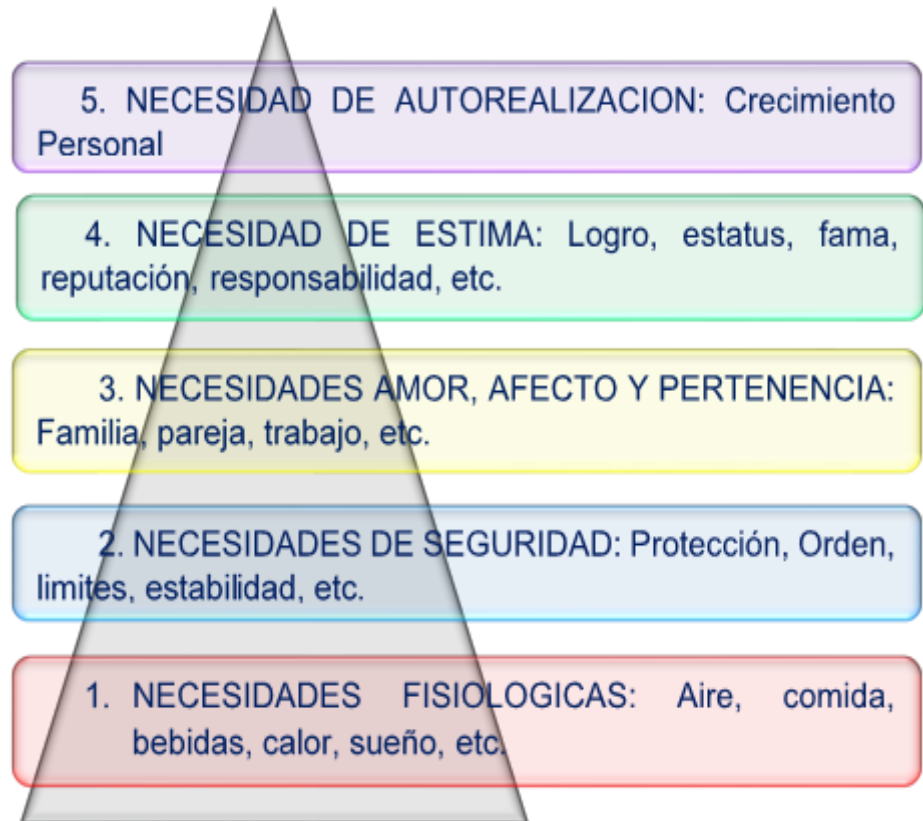 5. NECESIDAD DE AUTOREALIZACION: Crecimiento
Personal
4. NECESIDAD DE ESTIMA: Logro, estatus, fama,
reputación, responsabilidad, etc.
3. NECESIDADES AMOR, AFECTO Y PERTENENCIA:
Familia, pareja, trabajo, etc.
2. NECESIDADES DE SEGURIDAD: Protección, Orden,
limites, estabilidad, etc.
1. NECESIDADES FISIOLOGICAS: Aire, comida,
bebidas, calor, sueño, etc.